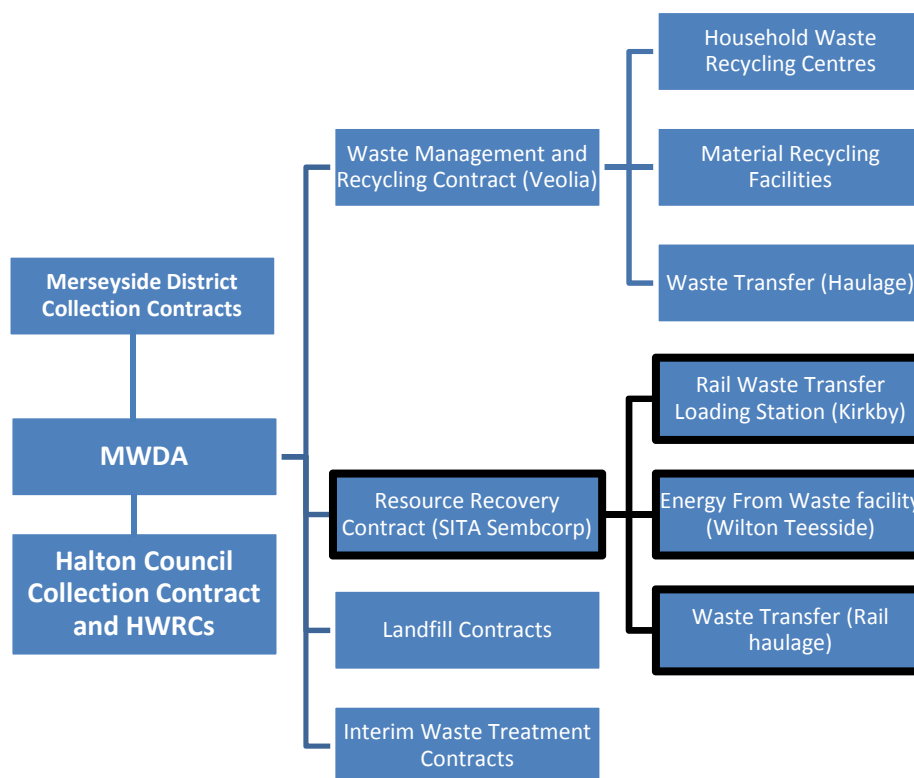 Household Waste
Recycling Centres
Waste Management and
Recycling Contract (Veolia)
Material Recycling
Facilities
Waste Transfer (Haulage)
Merseyside District
Collection Contracts
MWDA
Halton Council
Collection Contract
and HWRCs
Resource Recovery
Contract (SITA Sembcorp)
Rail Waste Transfer
Loading Station (Kirkby)
Energy From Waste facility
(Wilton Teesside)
Waste Transfer (Rail
haulage)
Landfill Contracts
Interim Waste Treatment
Contracts